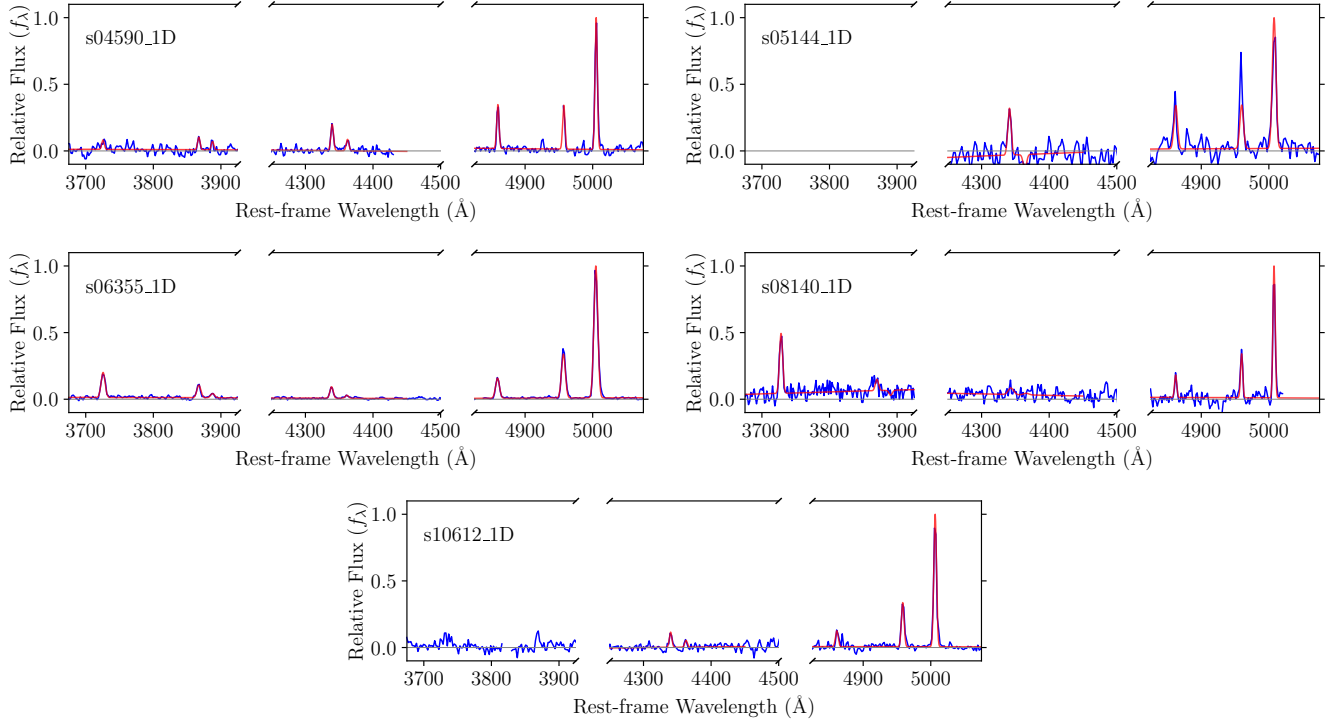 s04590_1D
Relative Flux (fλ)
1.0
0.5
0.0
3700 3800 3900 4300 4400 4500 4900 5000
Rest-frame Wavelength (Å)
s05144_1D
Relative Flux (fλ)
1.0
0.5
0.0
3700 3800 3900 4300 4400 4500 4900 5000
Rest-frame Wavelength (Å)
s06355_1D
Relative Flux (fλ)
1.0
0.5
0.0
3700 3800 3900 4300 4400 4500 4900 5000
Rest-frame Wavelength (Å)
s08140_1D
Relative Flux (fλ)
1.0
0.5
0.0
3700 3800 3900 4300 4400 4500 4900 5000
Rest-frame Wavelength (Å)
s10612_1D
Relative Flux (fλ)
1.0
0.5
0.0
3700 3800 3900 4300 4400 4500 4900 5000
Rest-frame Wavelength (Å)